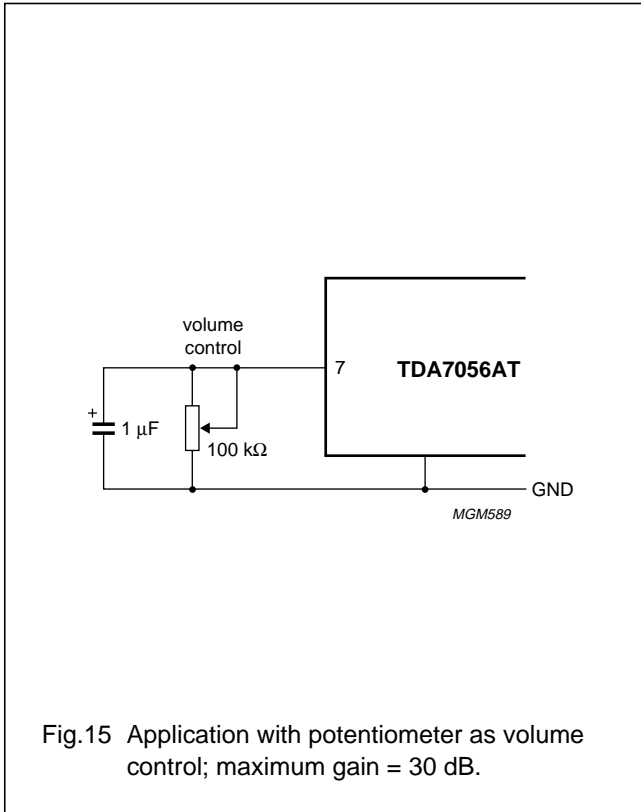 volume
control
7
TDA7056AT
+
1 μF
100 kΩ
GND
MGM589
Fig.15 Application with potentiometer as volume
control; maximum gain = 30 dB.